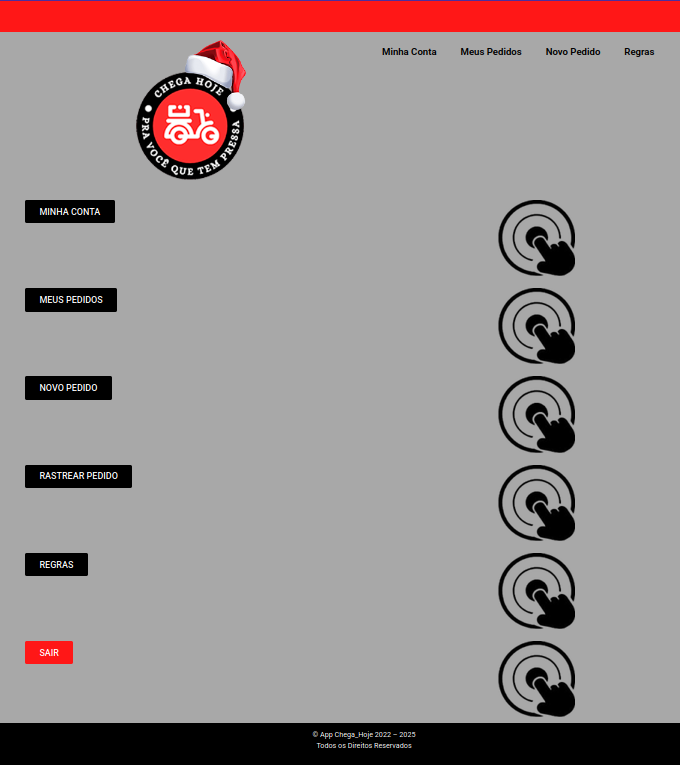 Minha Conta Meus Pedidos Novo Pedido Regras
CHEGA HOJE
PRA VOCÊ QUE TEM PRESSA
MINHA CONTA
MEUS PEDIDOS
NOVO PEDIDO
RASTREAR PEDIDO
REGRAS
SAIR
© App Chega_Hoje 2022 – 2025
Todos os Direitos Reservados